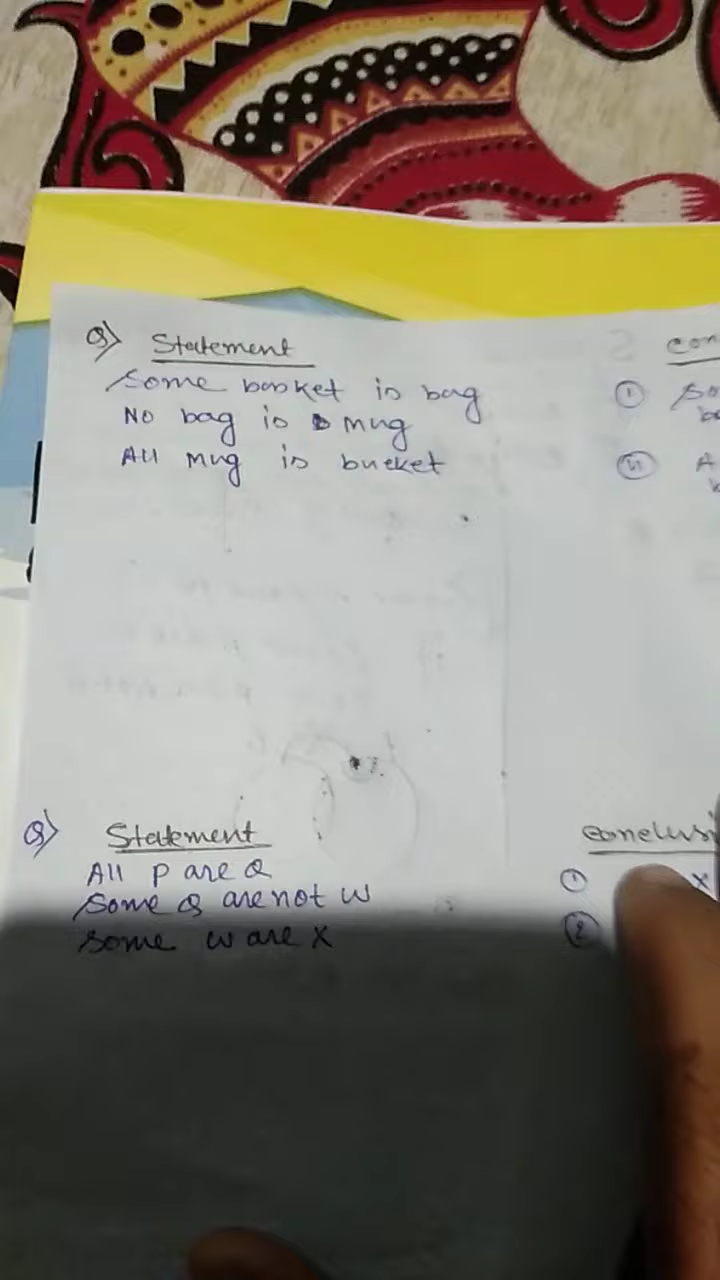 Q) Statement
Some basket is bag
No bag is mug
All mug is bucket
①
②
Q) Statement
All P are Q
Some Q are not W
Some W are X
①
X
②